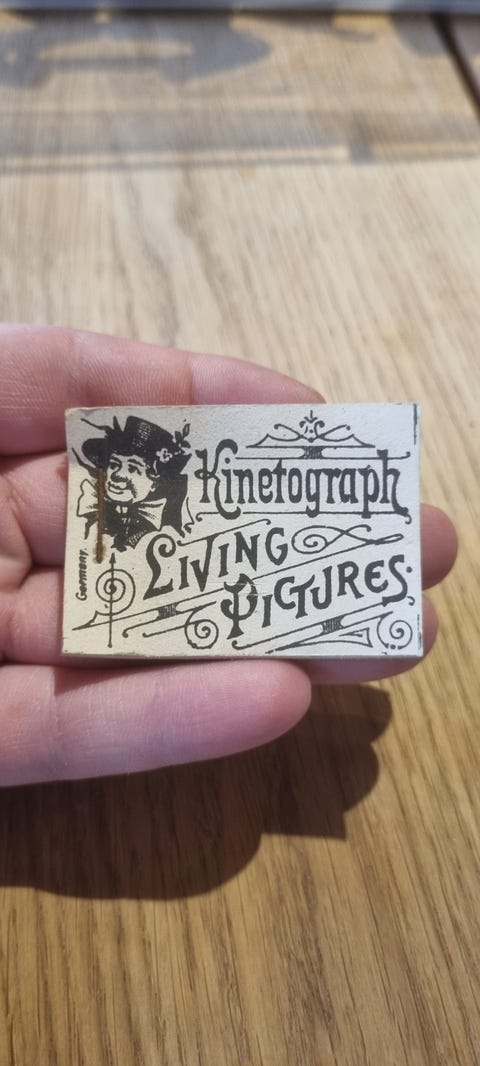 Kinetograph
LIVING
PICTURES.
Germany.